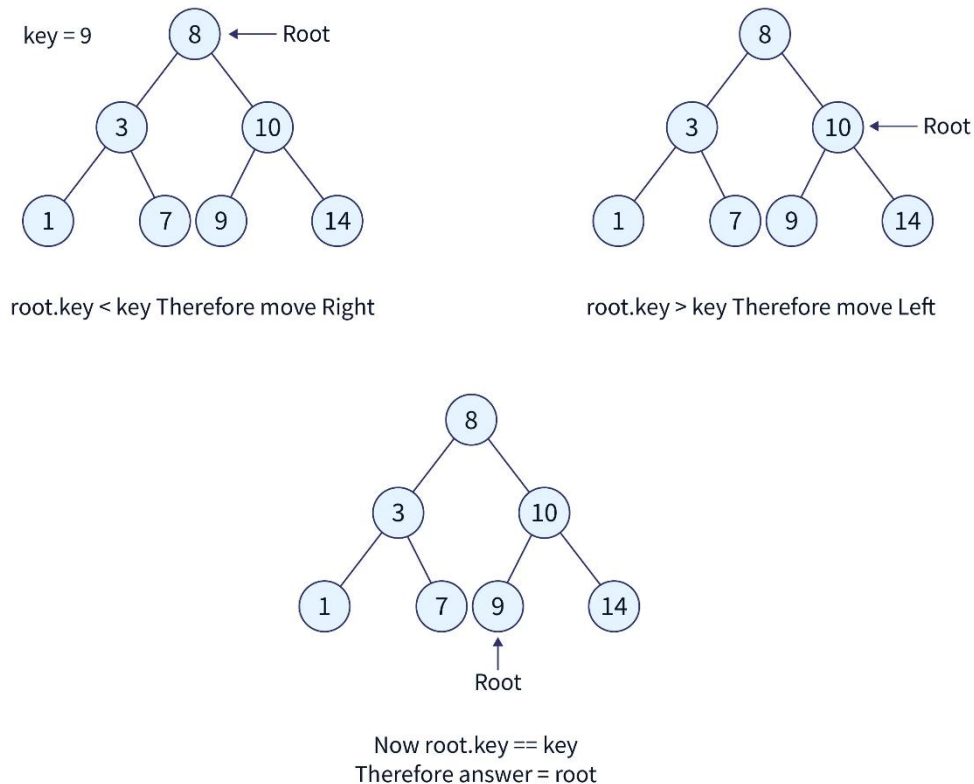 key = 9
8
Root
3
10
1
7
9
14
root.key < key Therefore move Right
8
3
10
Root
1
7
9
14
root.key > key Therefore move Left
8
3
10
1
7
9
14
Root
Now root.key == key
Therefore answer = root